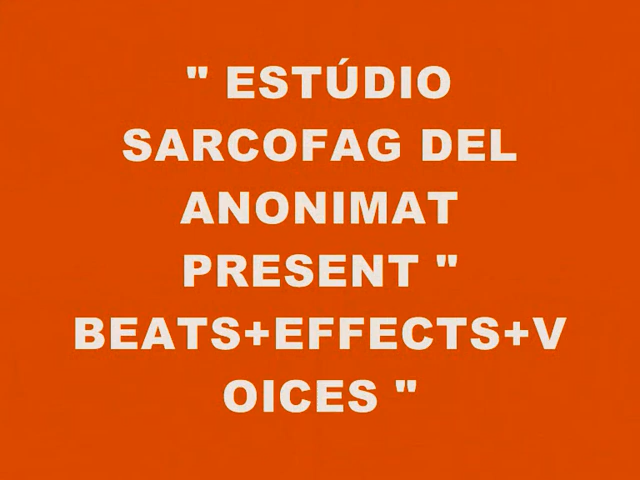 " ESTÚDIO
SARCOFAG DEL
ANONIMAT
PRESENT "
BEATS+EFFECTS+V
OICES "